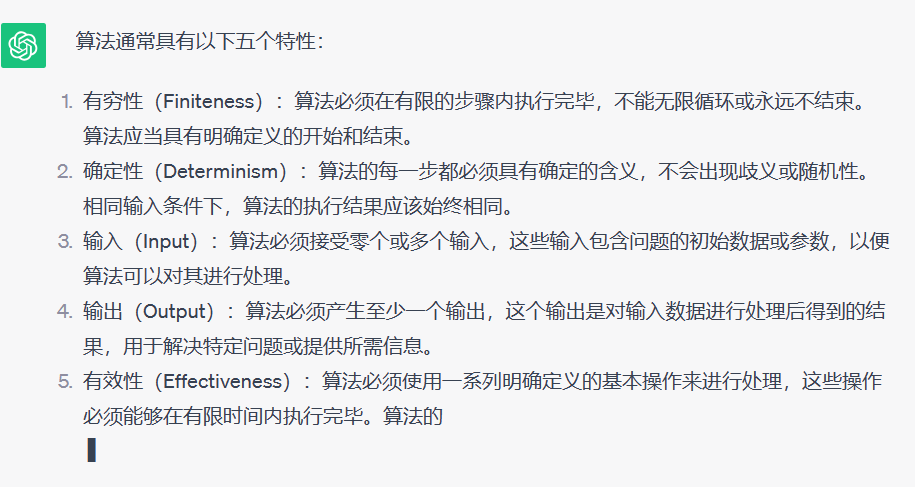 算法通常具有以下五个特性：
1. 有穷性（Finiteness）：算法必须在有限的步骤内执行完毕，不能无限循环或永远不结束。
算法应当具有明确定义的开始和结束。
2. 确定性（Determinism）：算法的每一步都必须具有确定的含义，不会出现歧义或随机性。
相同输入条件下，算法的执行结果应该始终相同。
3. 输入（Input）：算法必须接受零个或多个输入，这些输入包含问题的初始数据或参数，以便
算法可以对其进行处理。
4. 输出（Output）：算法必须产生至少一个输出，这个输出是对输入数据进行处理后得到的结
果，用于解决特定问题或提供所需信息。
5. 有效性（Effectiveness）：算法必须使用一系列明确定义的基本操作来进行处理，这些操作
必须能够在有限时间内执行完毕。算法的